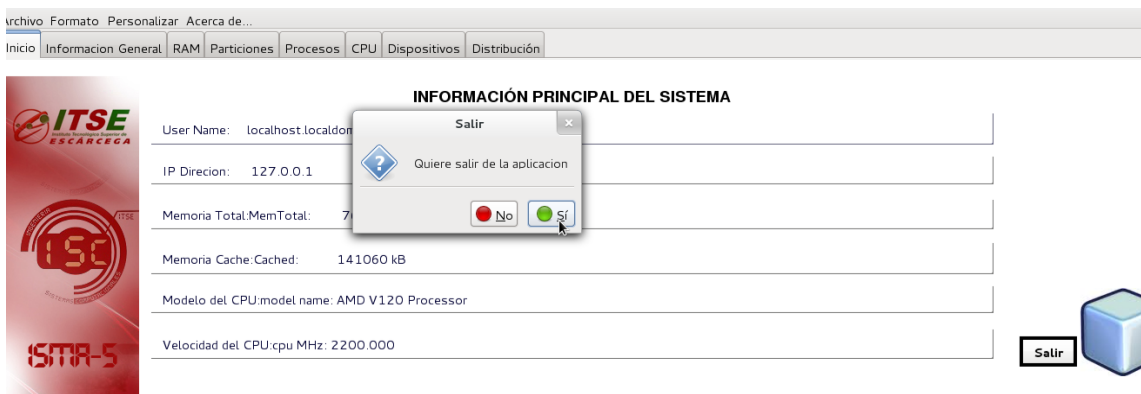 Archivo Formato Personalizar Acerca de...
Inicio Informacion General RAM Particiones Procesos CPU Dispositivos Distribución
INFORMACIÓN PRINCIPAL DEL SISTEMA
ITSE
Instituto Tecnológico Superior de
ESCÁRCEGA
User Name: localhost.localdom
Salir
Quiere salir de la aplicacion
No Sí
IP Direcion: 127.0.0.1
Memoria Total:MemTotal: 7
ITSE
ISC
Memoria Cache:Cached: 141060 kB
Modelo del CPU:model name: AMD V120 Processor
Velocidad del CPU:cpu MHz: 2200.000
ISMA-5
Salir